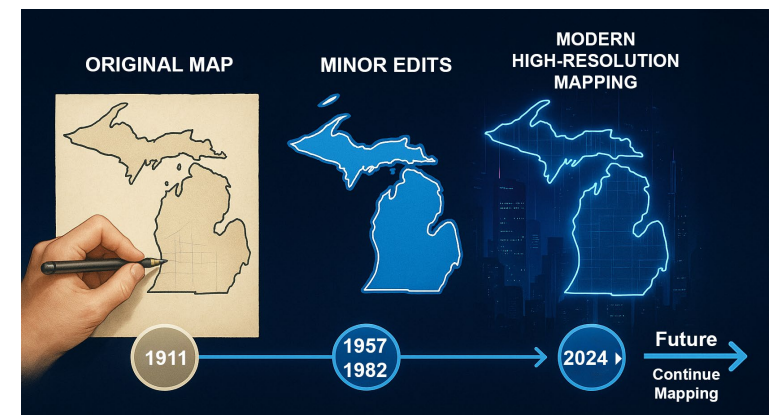 ORIGINAL MAP
MINOR EDITS
MODERN
HIGH-RESOLUTION
MAPPING
1911
1957
1982
2024
Future
Continue
Mapping